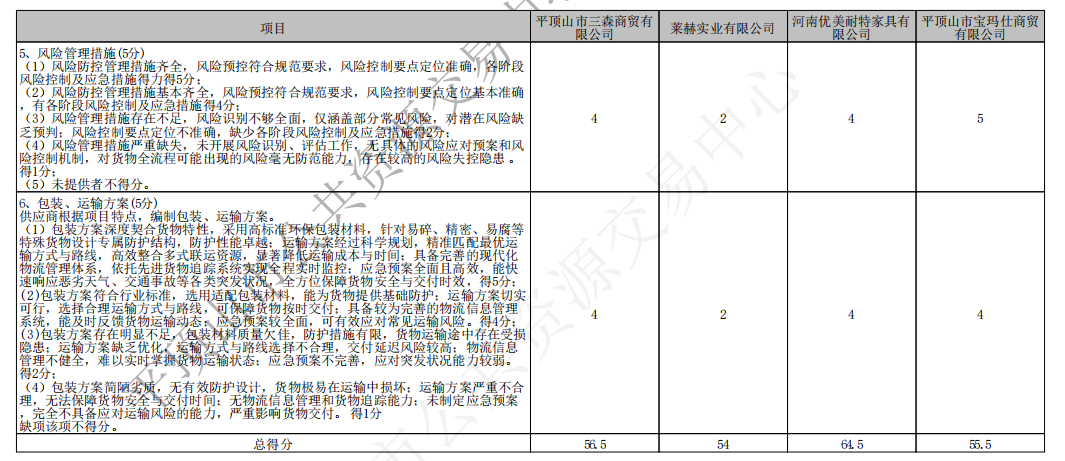 项目
平顶山市三森商贸有
限公司
莱赫实业有限公司
河南优美耐特家具有
限公司
平顶山市宝玛仕商贸
有限公司
5、风险管理措施(5分)
（1）风险防控管理措施齐全，风险预控符合规范要求，风险控制要点定位准确，各阶段
风险控制及应急措施得力得5分；
（2）风险防控管理措施基本齐全，风险预控符合规范要求，风险控制要点定位基本准确
，有各阶段风险控制及应急措施得4分；
（3）风险管理措施存在不足，风险识别不够全面，仅涵盖部分常见风险，对潜在风险缺
乏预判；风险控制要点定位不准确，缺少各阶段风险控制及应急措施得2分；
（4）风险管理措施严重缺失，未开展风险识别、评估工作，无具体的风险应对预案和风
险控制机制，对货物全流程可能出现的风险毫无防范能力，存在较高的风险失控隐患 。
得1分；
（5）未提供者不得分。
4
2
4
5
6、包装、运输方案(5分)
供应商根据项目特点，编制包装、运输方案。
（1）包装方案深度契合货物特性，采用高标准环保包装材料，针对易碎、精密、易腐等
特殊货物设计专属防护结构，防护性能卓越；运输方案经过科学规划，精准匹配最优运
输方式与路线，高效整合多式联运资源，显著降低运输成本与时间；具备完善的现代化
物流管理体系，依托先进货物追踪系统实现全程实时监控；应急预案全面且高效，能快
速响应恶劣天气、交通事故等各类突发状况，全方位保障货物安全与交付时效，得5分；
(2)包装方案符合行业标准，选用适配包装材料，能为货物提供基础防护；运输方案切实
可行，选择合理运输方式与路线，可保障货物按时交付；具备较为完善的物流信息管理
系统，能及时反馈货物运输动态；应急预案较全面，可有效应对常见运输风险。得4分；
(3)包装方案存在明显不足，包装材料质量欠佳，防护措施有限，货物运输途中存在受损
隐患；运输方案缺乏优化，运输方式与路线选择不合理，交付延迟风险较高；物流信息
管理不健全，难以实时掌握货物运输状态；应急预案不完善，应对突发状况能力较弱。
得2分；
（4）包装方案简陋劣质，无有效防护设计，货物极易在运输中损坏；运输方案严重不合
理，无法保障货物安全与交付时间；无物流信息管理和货物追踪能力；未制定应急预案
，完全不具备应对运输风险的能力，严重影响货物交付。 得1分
缺项该项不得分。
4
2
4
4
总得分
56.5
54
64.5
55.5